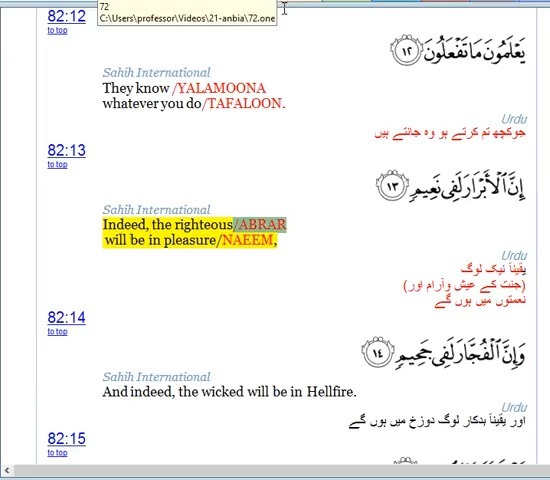 72
C:\Users\professor\Videos\21-anbia\72.one
82:12
to top
يَعْلَمُونَ مَا تَفْعَلُونَ ١٢
Sahih International
They know /YALAMOONA
whatever you do/TAFALOON.
Urdu
جوکچھ تم کرتے ہو وہ جانتے ہیں
82:13
to top
إِنَّ ٱلْأَبْرَارَ لَفِى نَعِيمٍ ١٣
Sahih International
Indeed, the righteous/ABRAR
will be in pleasure/NAEEM,
Urdu
یقیناً نیک لوگ
(جنت کے عیش وآرام اور)
نعمتوں میں ہوں گے
82:14
to top
وَإِنَّ ٱلْفُجَّارَ لَفِى جَحِيمٍ ١٤
Sahih International
And indeed, the wicked will be in Hellfire.
Urdu
اور یقیناً بدکار لوگ دوزخ میں ہوں گے
82:15
to top